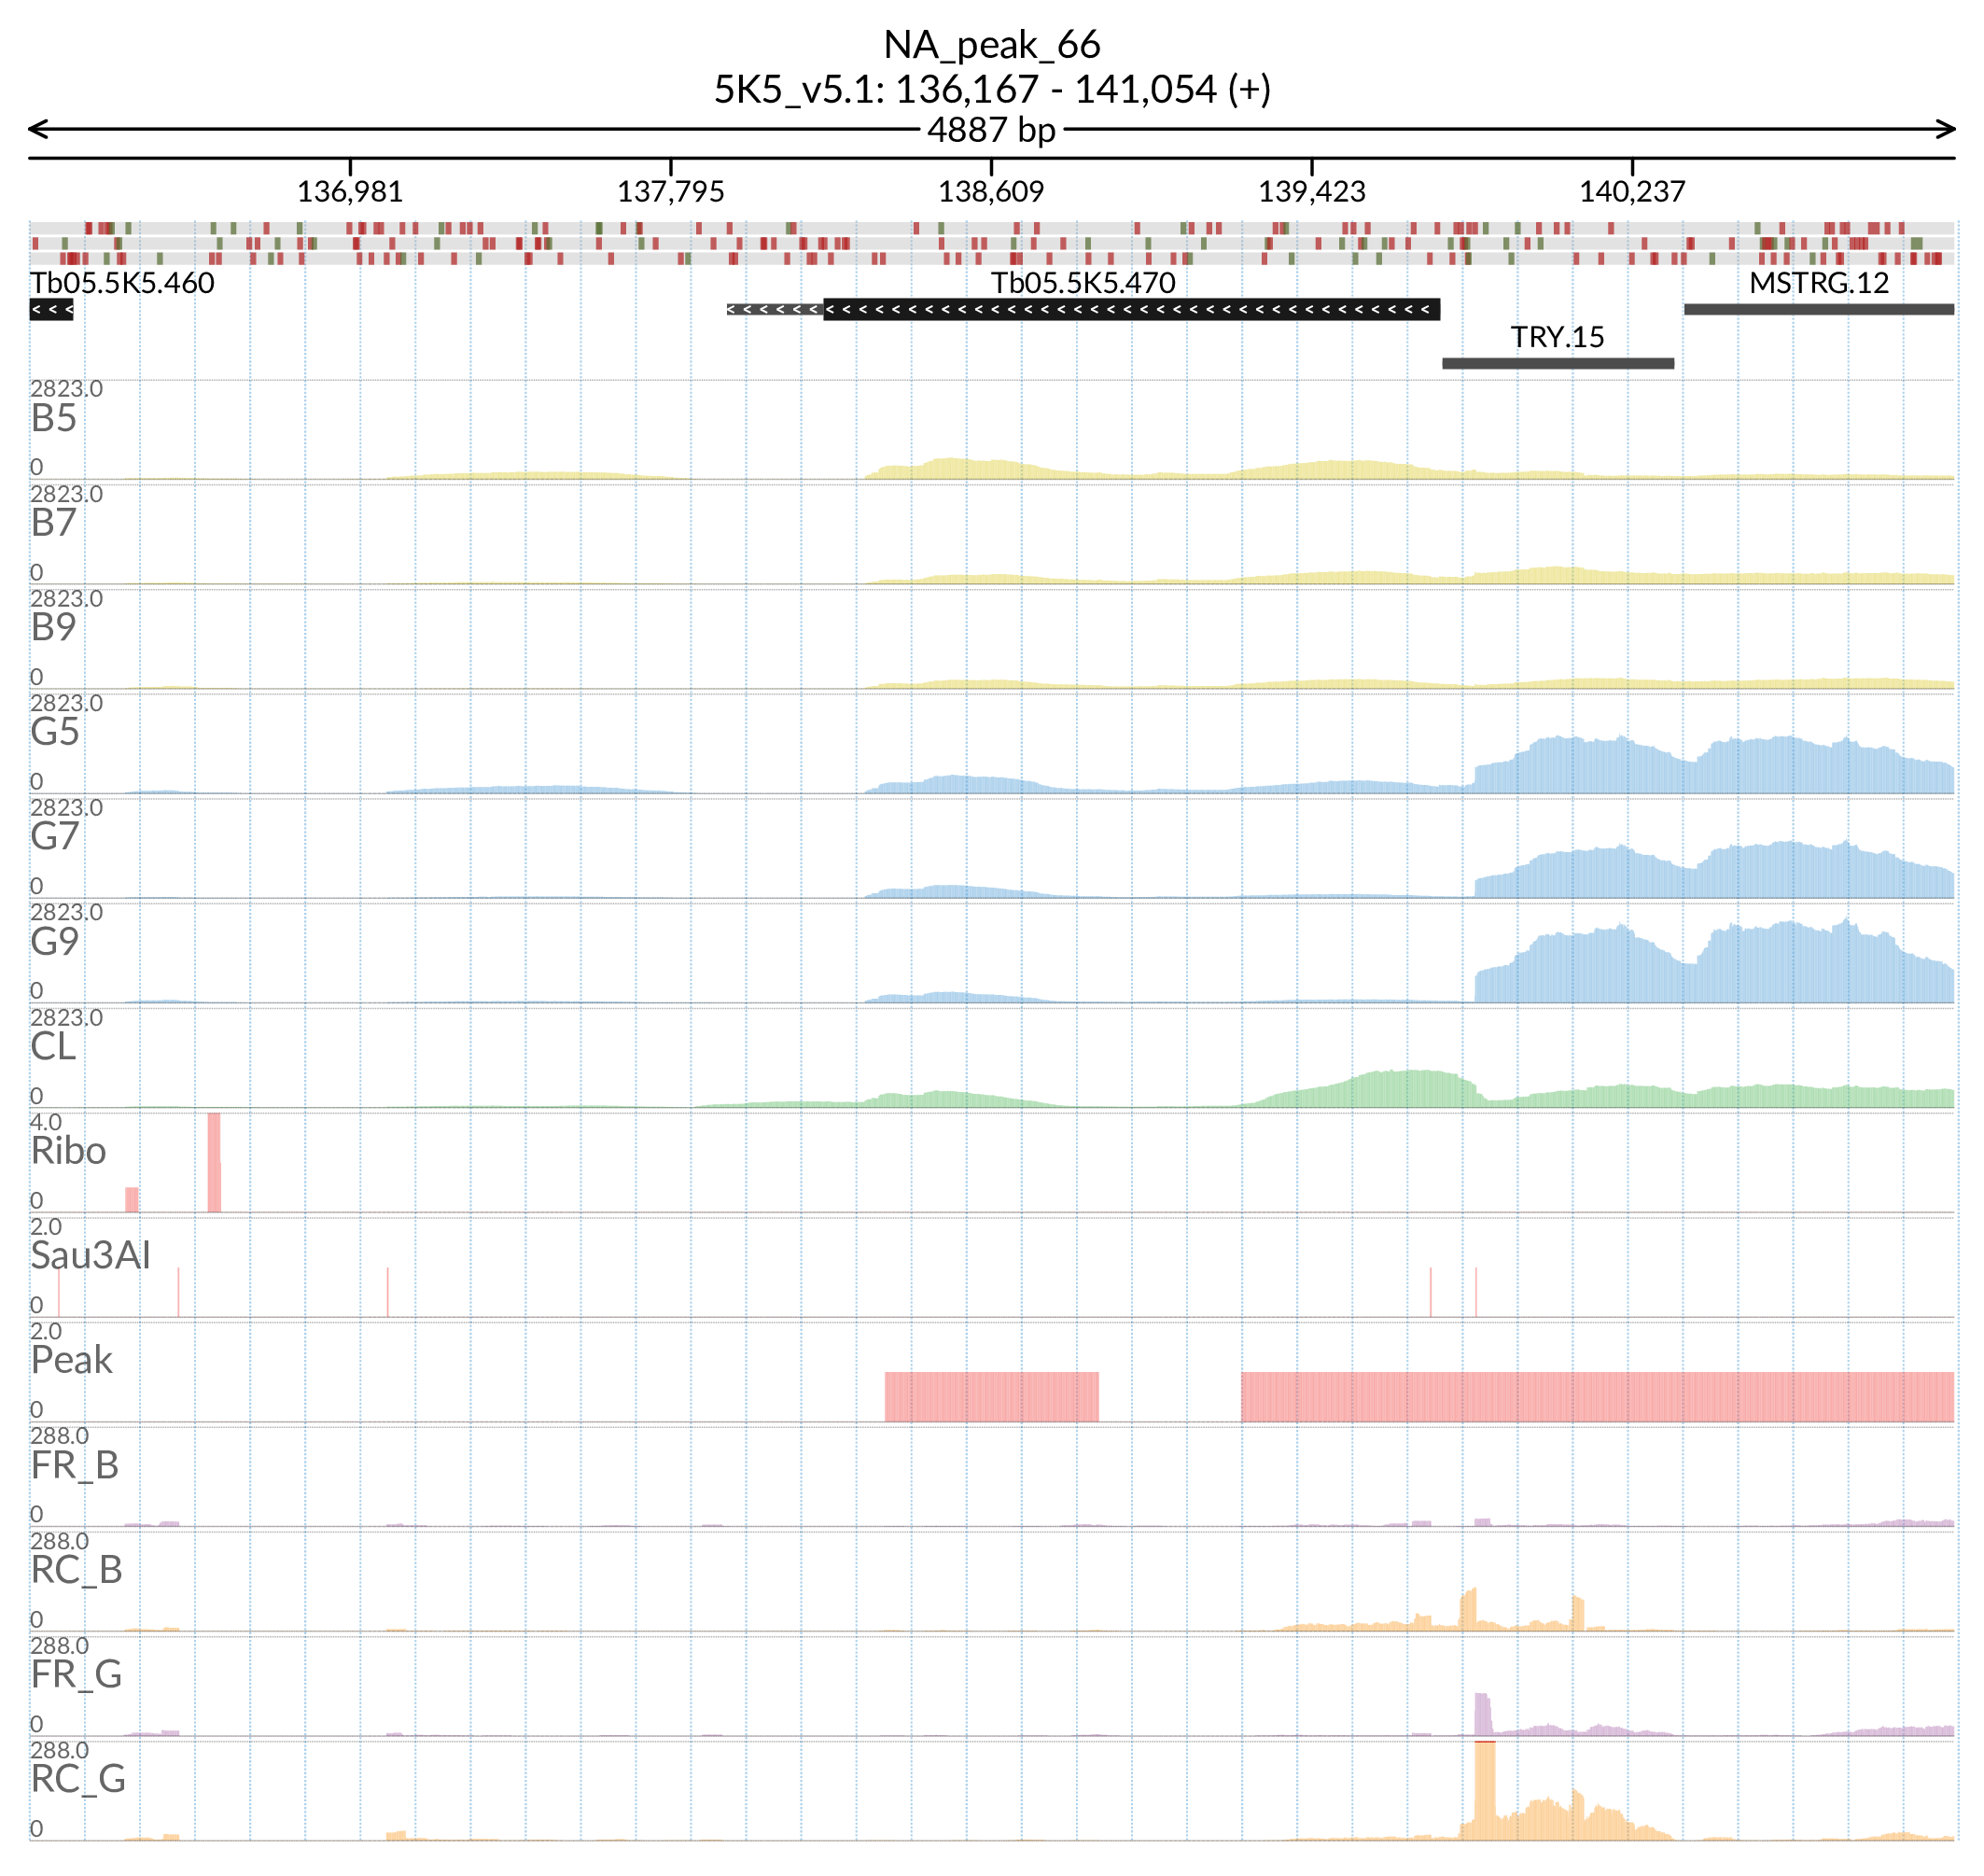 NA_peak_66
5K5_v5.1: 136,167 - 141,054 (+)
4887 bp
136,981 137,795 138,609 139,423 140,237
Tb05.5K5.460 Tb05.5K5.470 MSTRG.12
TRY.15
2823.0
B5
0
2823.0
B7
0
2823.0
B9
0
2823.0
G5
0
2823.0
G7
0
2823.0
G9
0
2823.0
CL
0
4.0
Ribo
0
2.0
Sau3AI
0
2.0
Peak
0
288.0
FR_B
0
288.0
RC_B
0
288.0
FR_G
0
288.0
RC_G
0